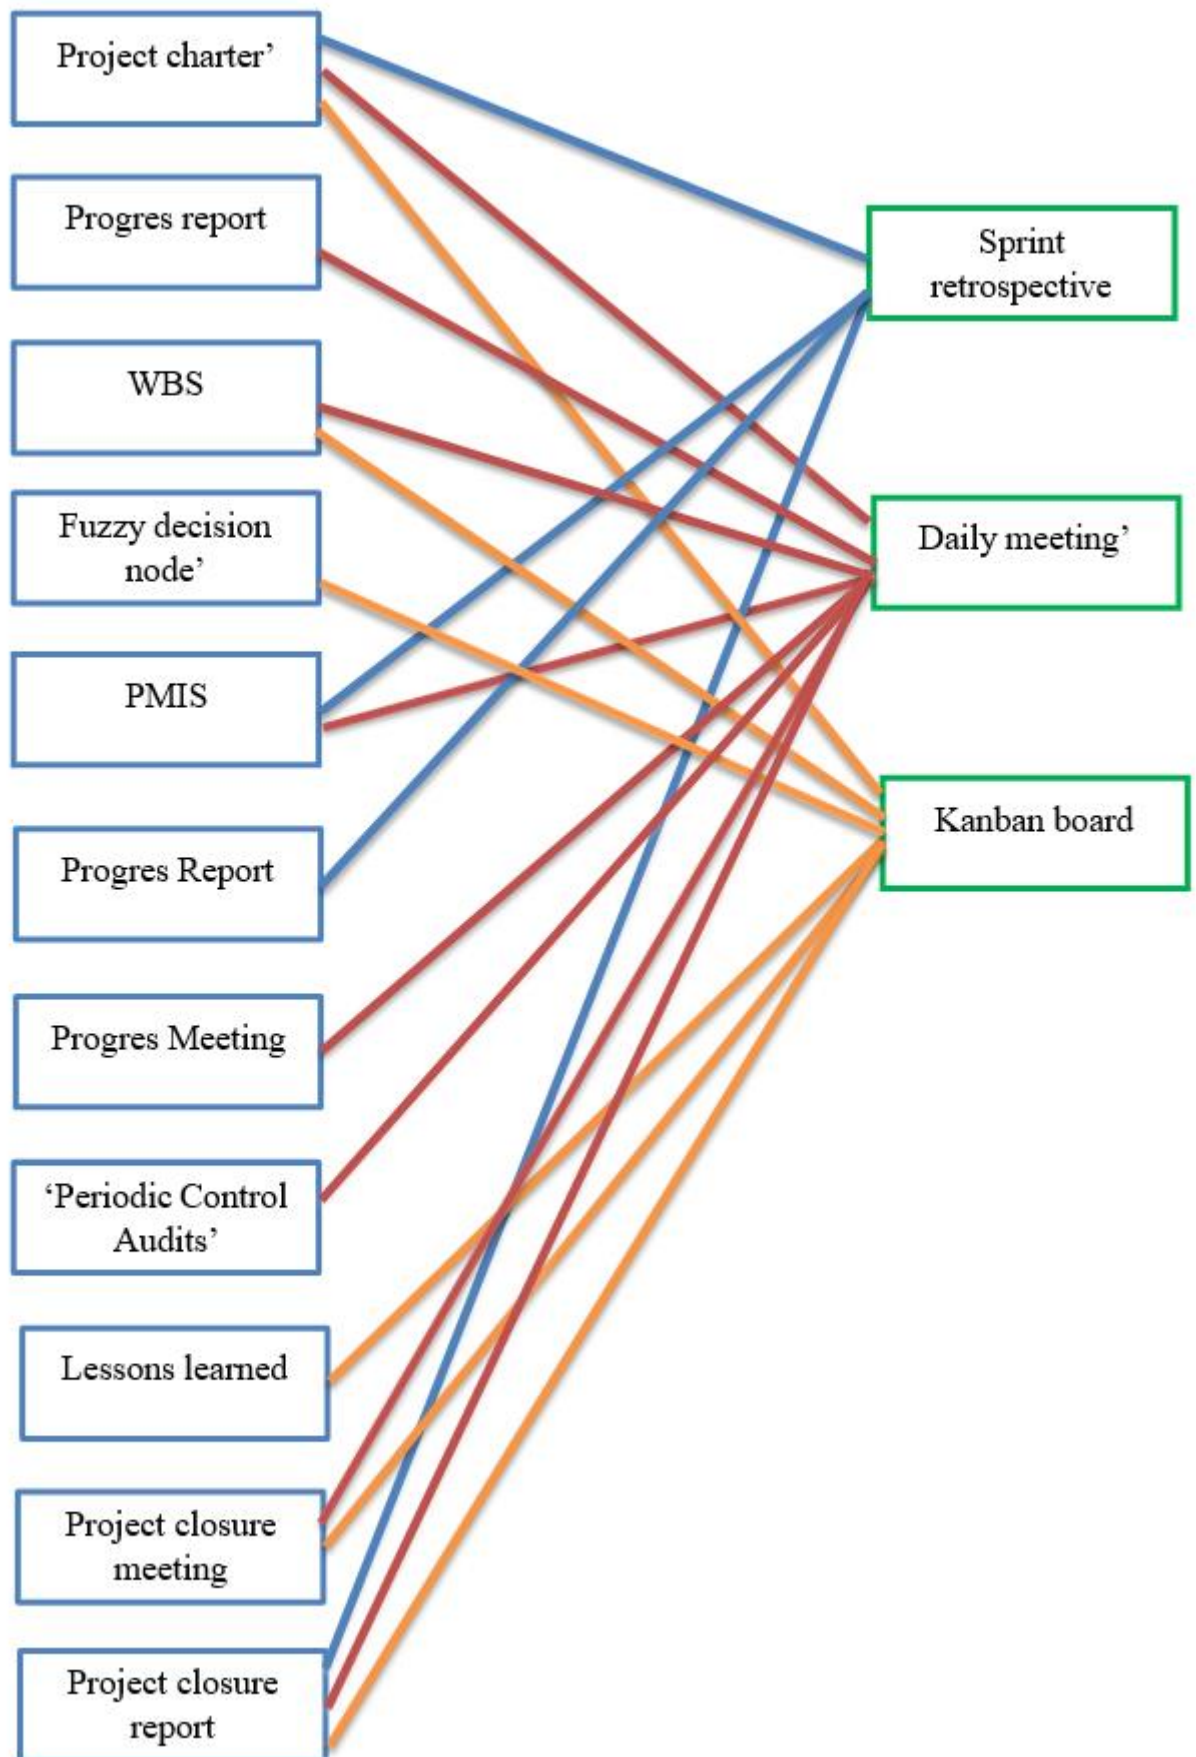 Project charter’
Progres report
WBS
Fuzzy decision
node’
PMIS
Progres Report
Progres Meeting
‘Periodic Control
Audits’
Lessons learned
Project closure
meeting
Project closure
report
Sprint
retrospective
Daily meeting’
Kanban board